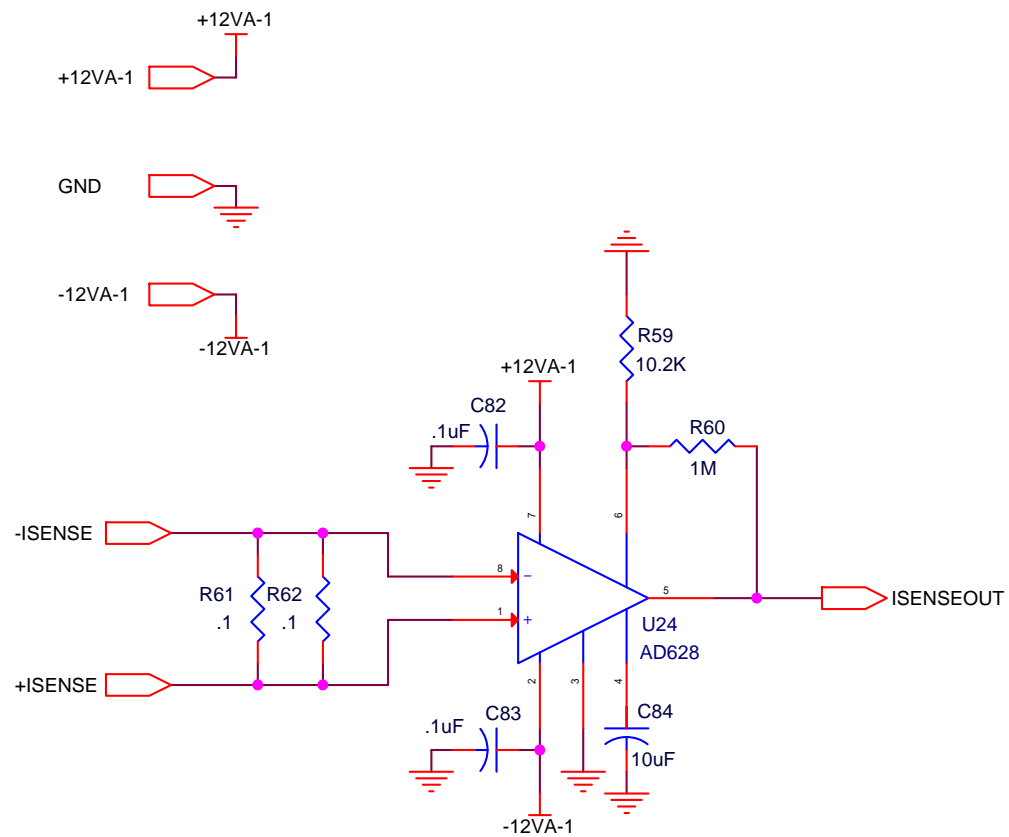 +12VA-1
+12VA-1
GND
-12VA-1
-12VA-1
R59
10.2K
+12VA-1
C82
.1uF
R60
1M
7
6
-ISENSE
8
−
R61
.1
R62
.1
1
+
5
ISENSEOUT
U24
AD628
+ISENSE
2
3
4
C83
.1uF
C84
10uF
-12VA-1